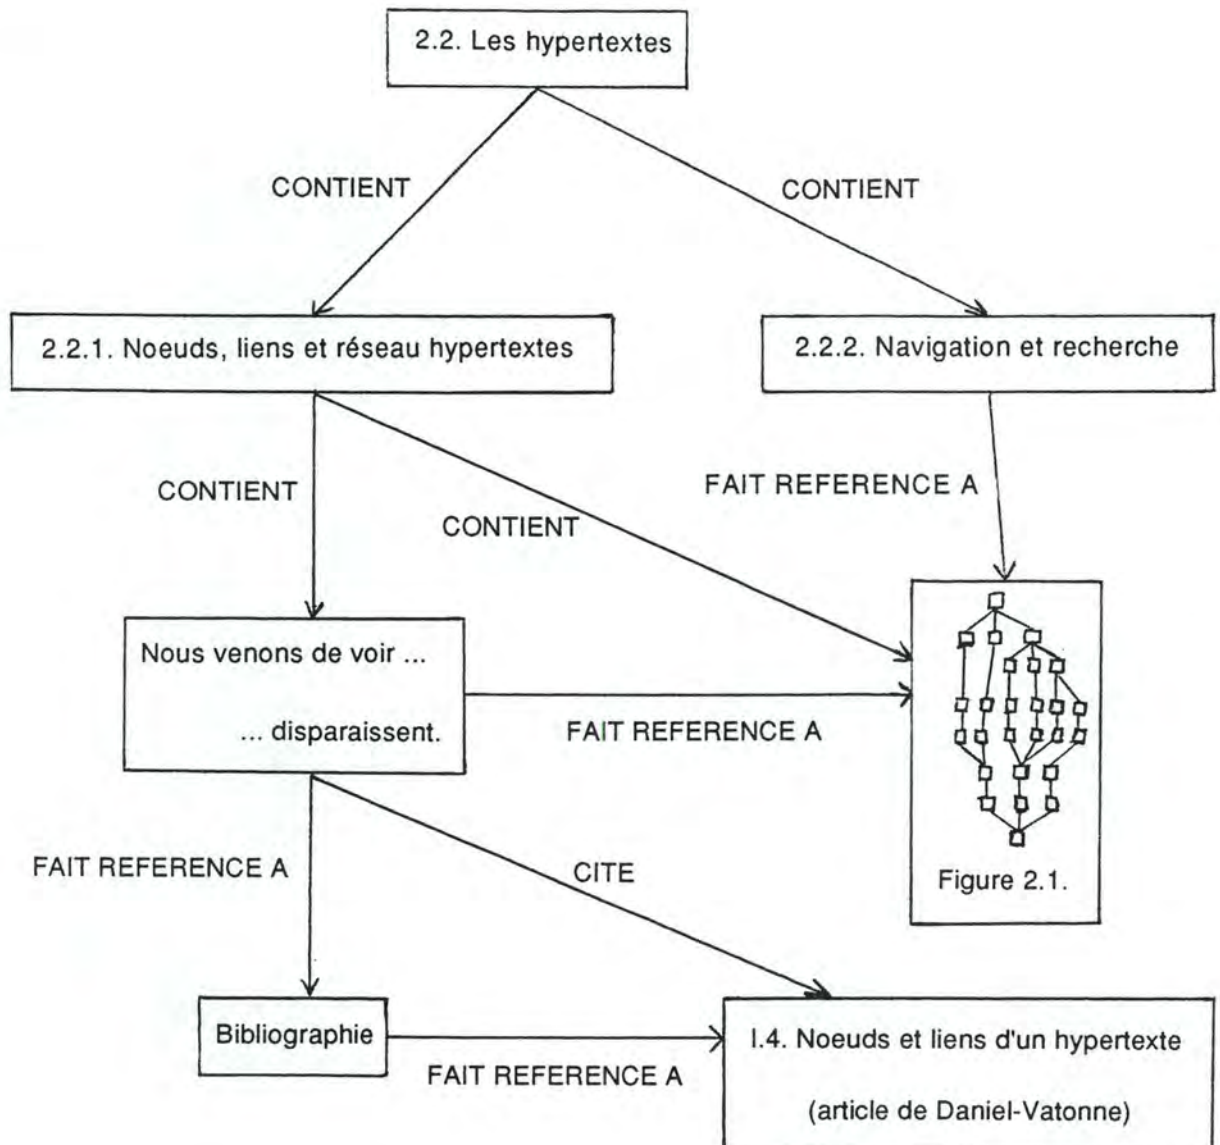 2.2. Les hypertextes
CONTIENT
CONTIENT
2.2.1. Noeuds, liens et réseau hypertextes
2.2.2. Navigation et recherche
CONTIENT
CONTIENT
FAIT REFERENCE A
Nous venons de voir ...
... disparaissent.
FAIT REFERENCE A
Figure 2.1.
FAIT REFERENCE A
CITE
Bibliographie
FAIT REFERENCE A
I.4. Noeuds et liens d'un hypertexte
(article de Daniel-Vatonne)